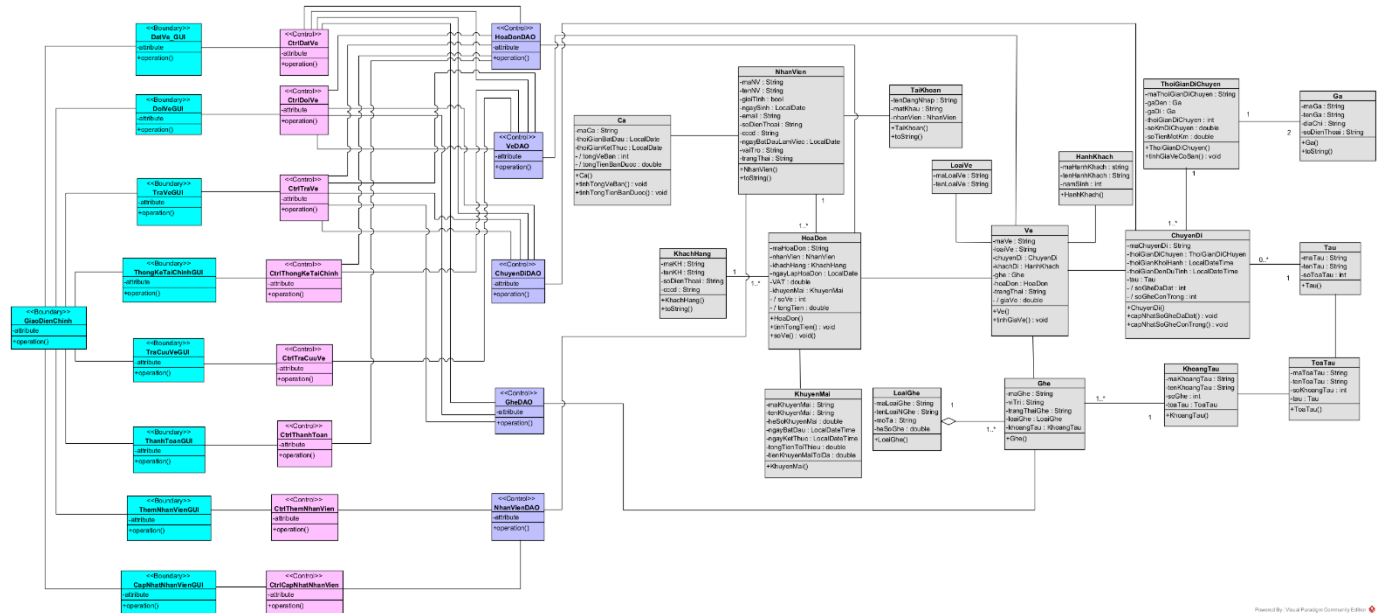 <<Boundary>>
DatVe_GUI
-attribute
+operation()
<<Boundary>>
DoiVeGUI
-attribute
+operation()
<<Boundary>>
TraVeGUI
-attribute
+operation()
<<Boundary>>
ThongKeTaiChinhGUI
-attribute
+operation()
<<Boundary>>
GiaoDienChinh
-attribute
+operation()
<<Boundary>>
TraCuuVeGUI
-attribute
+operation()
<<Boundary>>
ThanhToanGUI
-attribute
+operation()
<<Boundary>>
ThemNhanVienGUI
-attribute
+operation()
<<Boundary>>
CapNhatNhanVienGUI
-attribute
+operation()
<<Control>>
CtrlDatVe
-attribute
+operation()
<<Control>>
CtrlDoiVe
-attribute
+operation()
<<Control>>
CtrlTraVe
-attribute
+operation()
<<Control>>
CtrlThongKeTaiChinh
-attribute
+operation()
<<Control>>
CtrlTraCuuVe
-attribute
+operation()
<<Control>>
CtrlThanhToan
-attribute
+operation()
<<Control>>
CtrlThemNhanVien
-attribute
+operation()
<<Control>>
CtrlCapNhatNhanVien
-attribute
+operation()
<<Control>>
HoaDonDAO
-attribute
+operation()
<<Control>>
VeDAO
-attribute
+operation()
<<Control>>
ChuyenDiDAO
-attribute
+operation()
<<Control>>
GheDAO
-attribute
+operation()
<<Control>>
NhanVienDAO
-attribute
+operation()
Ca
-maCa : String
-thoiGianBatDau : LocalDate
-thoiGianKetThuc : LocalDate
- / tongVeBan : int
- / tongTienBanDuoc : double
+Ca()
+tinhTongVeBan() : void
+tinhTongTienBanDuoc() : void
NhanVien
-maNV : String
-tenNV : String
-gioiTinh : bool
-ngaySinh : LocalDate
-email : String
-soDienThoai : String
-cccd : String
-ngayBatDauLamViec : LocalDate
-vaiTro : String
-trangThai : String
+NhanVien()
+toString()
TaiKhoan
-tenDangNhap : String
-matKhau : String
-nhanVien : NhanVien
+TaiKhoan()
+toString()
KhachHang
-maKH : String
-tenKH : String
-soDienThoai : String
-cccd : String
+KhachHang()
+toString()
1
1..*
1
1..*
HoaDon
-maHoaDon : String
-nhanVien : NhanVien
-khachHang : KhachHang
-ngayLapHoaDon : LocalDate
-VAT : double
-khuyenMai : KhuyenMai
- / soVe : int
- / tongTien : double
+HoaDon()
+tinhTongTien() : void
+soVe() : void()
KhuyenMai
-maKhuyenMai : String
-tenKhuyenMai : String
-heSoKhuyenMai : double
-ngayBatDau : LocalDateTime
-ngayKetThuc : LocalDateTime
-tongTienToiThieu : double
-tienKhuyenMaiToiDa : double
+KhuyenMai()
LoaiVe
-maLoaiVe : String
-tenLoaiVe : String
HanhKhach
-maHanhKhach : string
-tenHanhKhach : String
-namSinh : int
+HanhKhach()
Ve
-maVe : String
-loaiVe : String
-chuyenDi : ChuyenDi
-khachDi : HanhKhach
-ghe : Ghe
-hoaDon : HoaDon
-trangThai : String
- / giaVe : double
+Ve()
+tinhGiaVe() : void
LoaiGhe
-maLoaiGhe : String
-tenLoaiNGhe : String
-moTa : String
-heSoGhe : double
+LoaiGhe()
1
1..*
Ghe
-maGhe : String
-viTri : String
-trangThaiGhe : String
-loaiGhe : LoaiGhe
-khoangTau : KhoangTau
+Ghe()
ThoiGianDiChuyen
-maThoiGianDiChuyen : String
-gaDen : Ga
-gaDi : Ga
-thoiGianDiChuyen : int
-soKmDiChuyen : double
-soTienMotKm : double
+ThoiGianDiChuyen()
+tinhGiaVeCoBan() : void
1
2
Ga
-maGa : String
-tenGa : String
-diaChi : String
-soDienThoai : String
+Ga()
+toString()
1
1..*
ChuyenDi
-maChuyenDi : String
-thoiGianDiChuyen : ThoiGianDiChuyen
-thoiGianKhoiHanh : LocalDateTime
-thoiGianDenDuTinh : LocalDateTime
-tau : Tau
- / soGheDaDat : int
- / soGheConTrong : int
+ChuyenDi()
+capNhatSoGheDaDat() : void
+capNhatSoGheConTrong() : void
0..*
1
Tau
-maTau : String
-tenTau : String
-soToaTau : int
+Tau()
1..*
1
KhoangTau
-maKhoangTau : String
-tenKhoangTau : String
-soGhe : int
-toaTau : ToaTau
+KhoangTau()
ToaTau
-maToaTau : String
-tenToaTau : String
-soKhoangTau : int
-tau : Tau
+ToaTau()
Powered By Visual Paradigm Community Edition